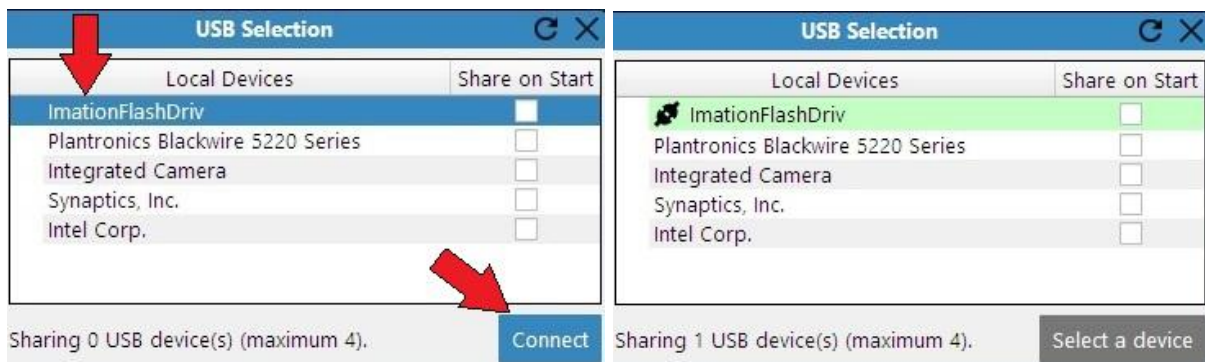 USB Selection
Local Devices Share on Start
ImationFlashDriv
Plantronics Blackwire 5220 Series
Integrated Camera
Synaptics, Inc.
Intel Corp.
Sharing 0 USB device(s) (maximum 4). Connect
USB Selection
Local Devices Share on Start
ImationFlashDriv
Plantronics Blackwire 5220 Series
Integrated Camera
Synaptics, Inc.
Intel Corp.
Sharing 1 USB device(s) (maximum 4). Select a device